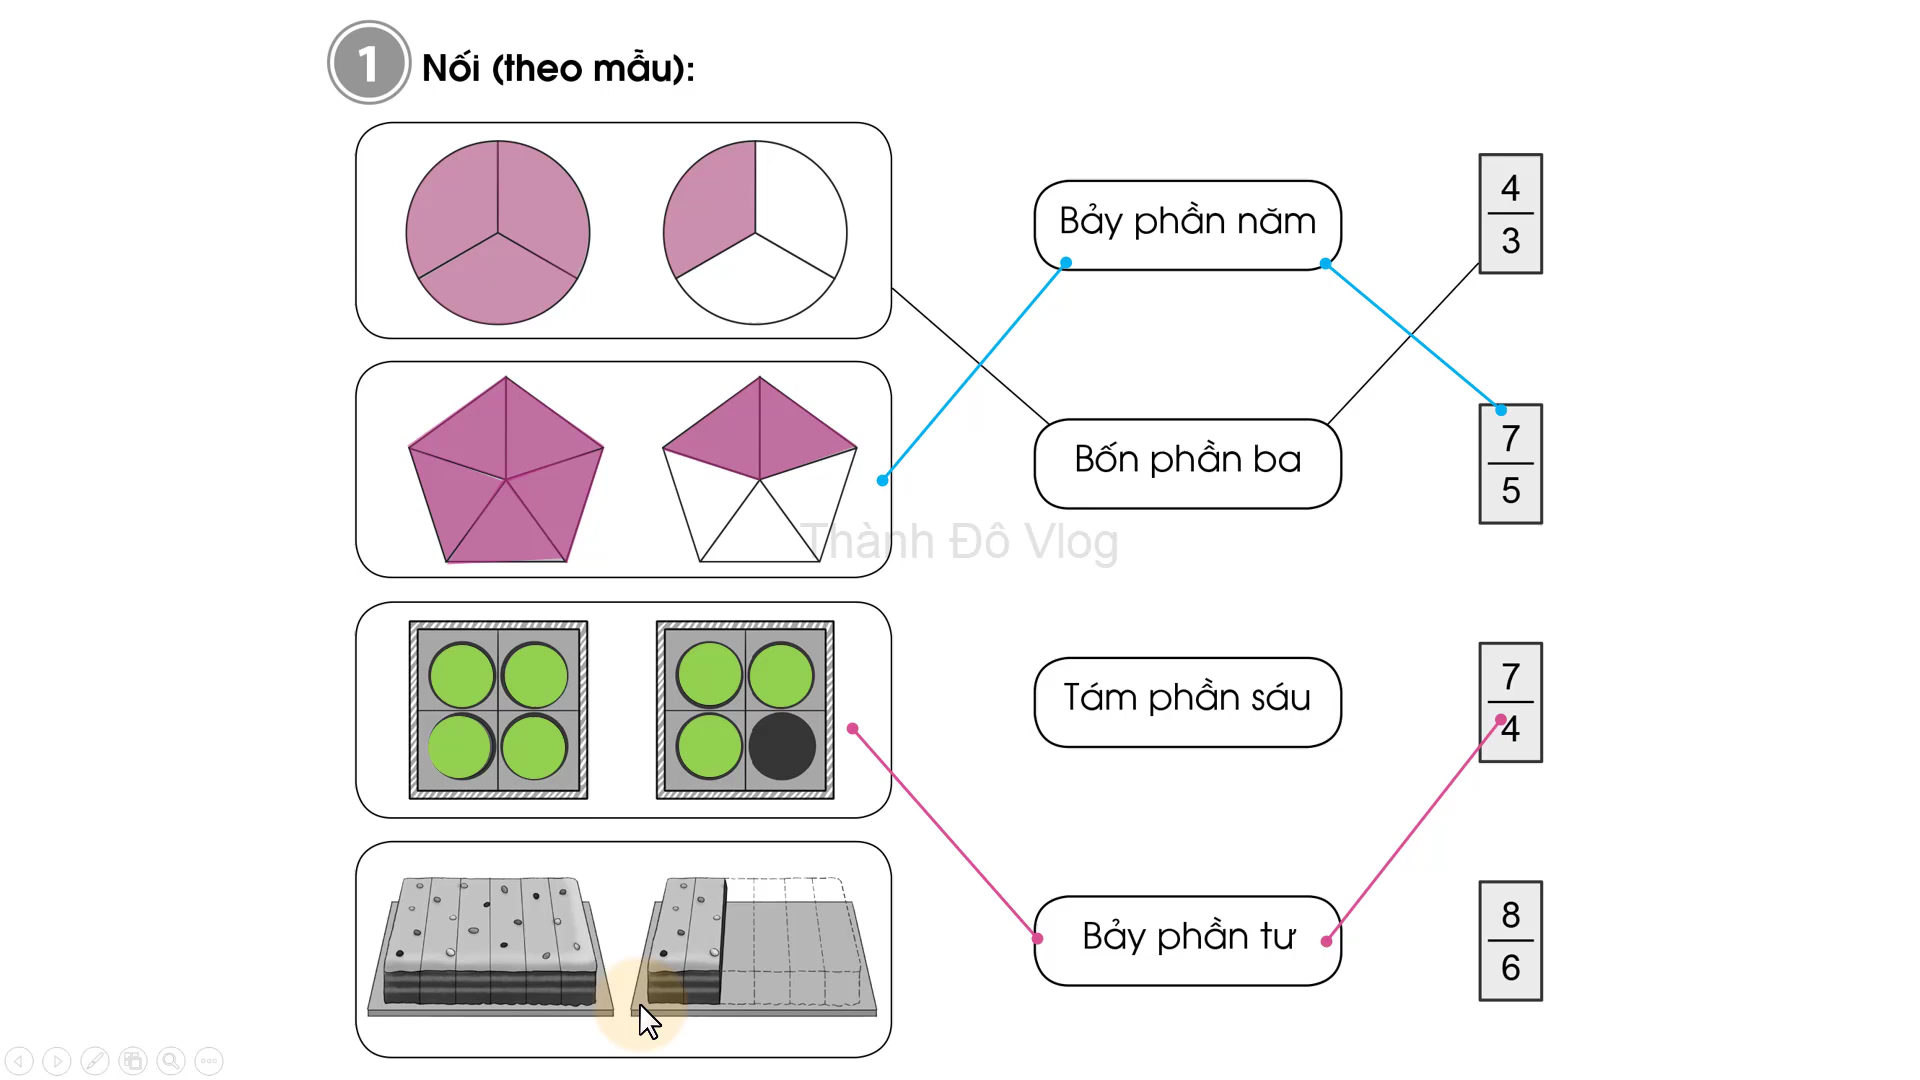 1 Nối (theo mẫu):
Bảy phần năm
4
3
Bốn phần ba
7
5
Thành Đô Vlog
Tám phần sáu
7
4
Bảy phần tư
8
6